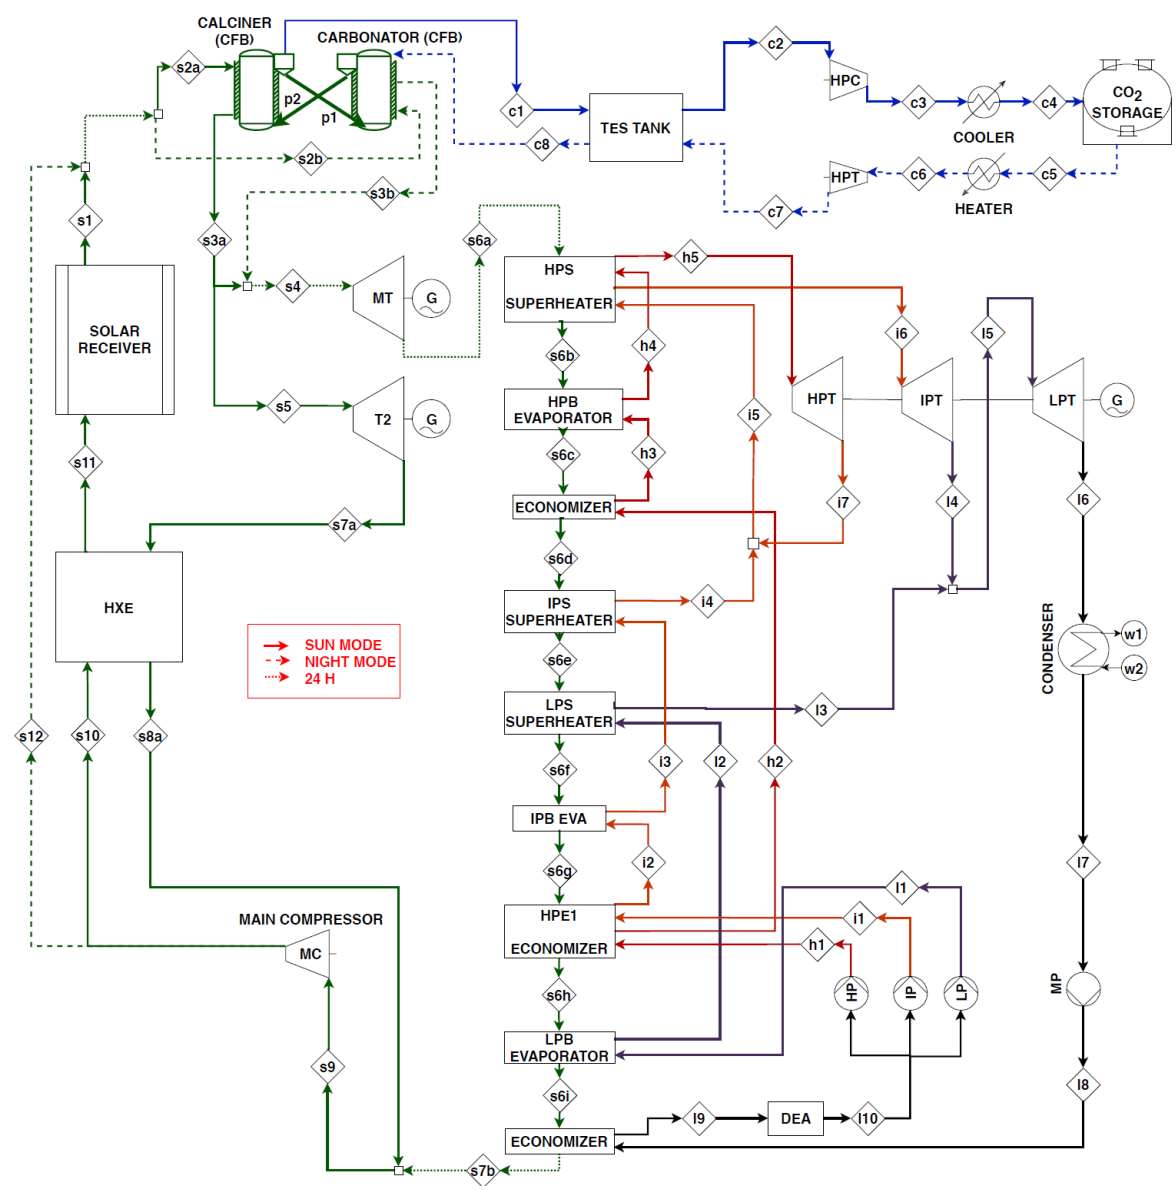 CALCINER
(CFB)
CARBONATOR (CFB)
s2a
p2
p1
c1
c2
HPC
c3
COOLER
c4
CO2
STORAGE
TES TANK
c8
s2b
s3b
c7
HPT
c6
HEATER
c5
s1
s3a
s4
MT
G
s6a
SOLAR
RECEIVER
s5
T2
G
s11
s7a
HXE
HPS
SUPERHEATER
h5
i6
l5
s6b
h4
HPB
EVAPORATOR
i5
HPT
IPT
LPT
G
s6c
h3
ECONOMIZER
i7
l4
l6
s6d
IPS
SUPERHEATER
i4
s6e
LPS
SUPERHEATER
l3
CONDENSER
w1
w2
SUN MODE
NIGHT MODE
24 H
s12
s10
s8a
s6f
i3
l2
h2
IPB EVA
s6g
i2
l7
HPE1
ECONOMIZER
l1
i1
h1
MAIN COMPRESSOR
MC
s6h
HP
IP
LP
MP
LPB
EVAPORATOR
s9
s6i
l8
ECONOMIZER
l9
DEA
l10
s7b